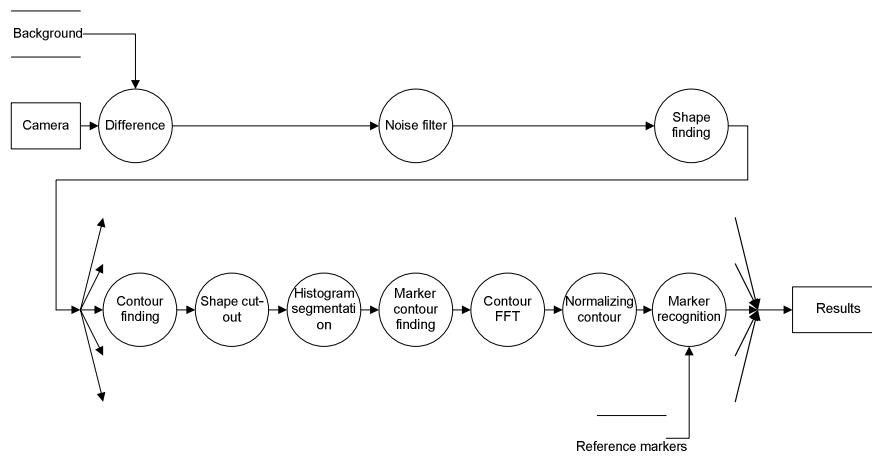 Background
Camera
Difference
Noise filter
Shape
finding
Contour
finding
Shape cut-
out
Histogram
segmentati
on
Marker
contour
finding
Contour
FFT
Normalizing
contour
Marker
recognition
Results
Reference markers